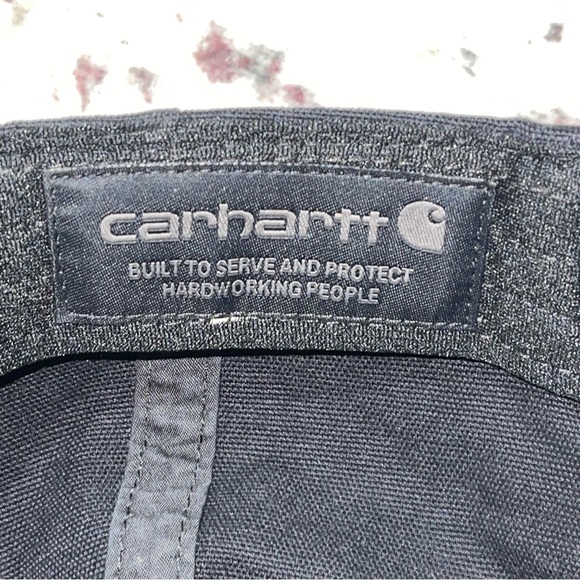 carhartt
BUILT TO SERVE AND PROTECT
HARDWORKING PEOPLE